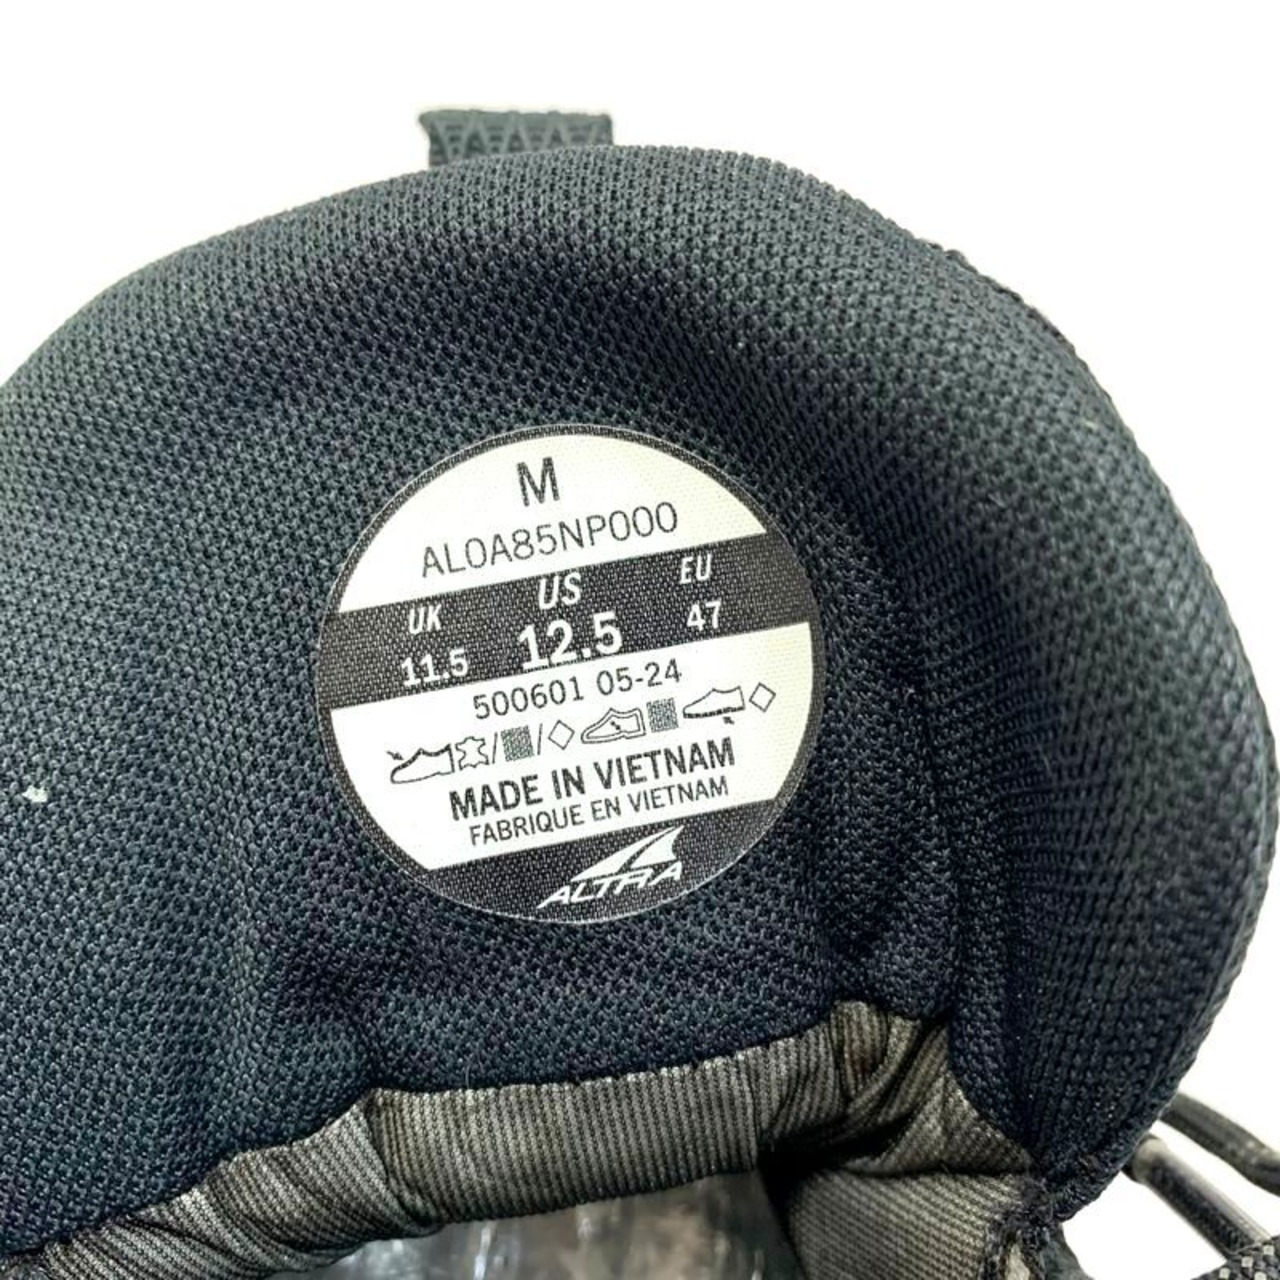 M
AL0A85NP000
UK US EU
11.5 12.5 47
500601 05-24
MADE IN VIETNAM
FABRIQUE EN VIETNAM
ALTRA